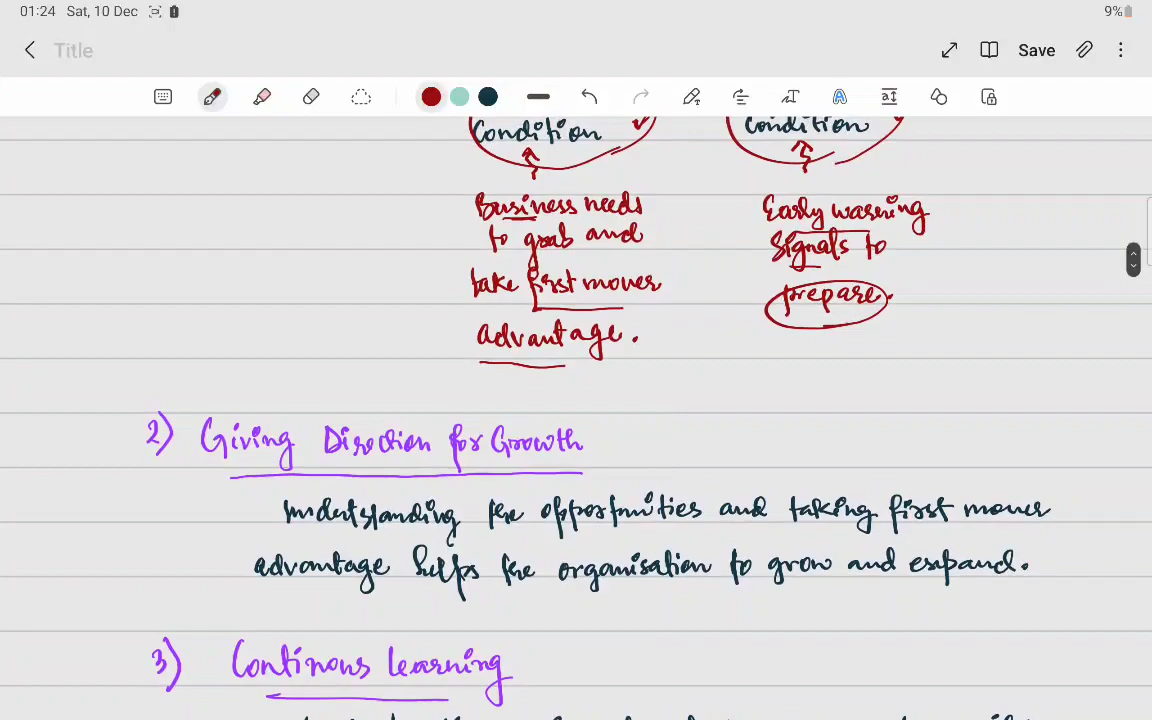 01:24 Sat, 10 Dec 9%
Title Save
Condition Condition
Business needs
to grab and
take first mover
advantage.
Early warning
signals to
prepare.
2) Giving Direction for Growth
understanding the opportunities and taking first mover
advantage helps the organisation to grow and expand.
3) Continous learning